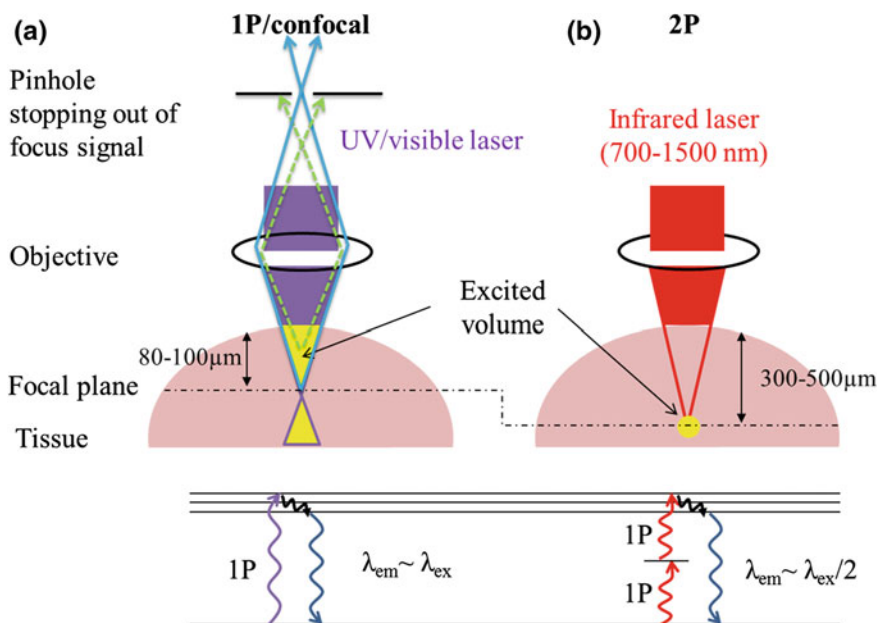 (a)
1P/confocal
(b)
2P
Pinhole
stopping out of
focus signal
UV/visible laser
Infrared laser
(700-1500 nm)
Objective
Excited
volume
80-100µm
300-500µm
Focal plane
Tissue
1P
λem~ λex
1P
1P
λem~ λex/2